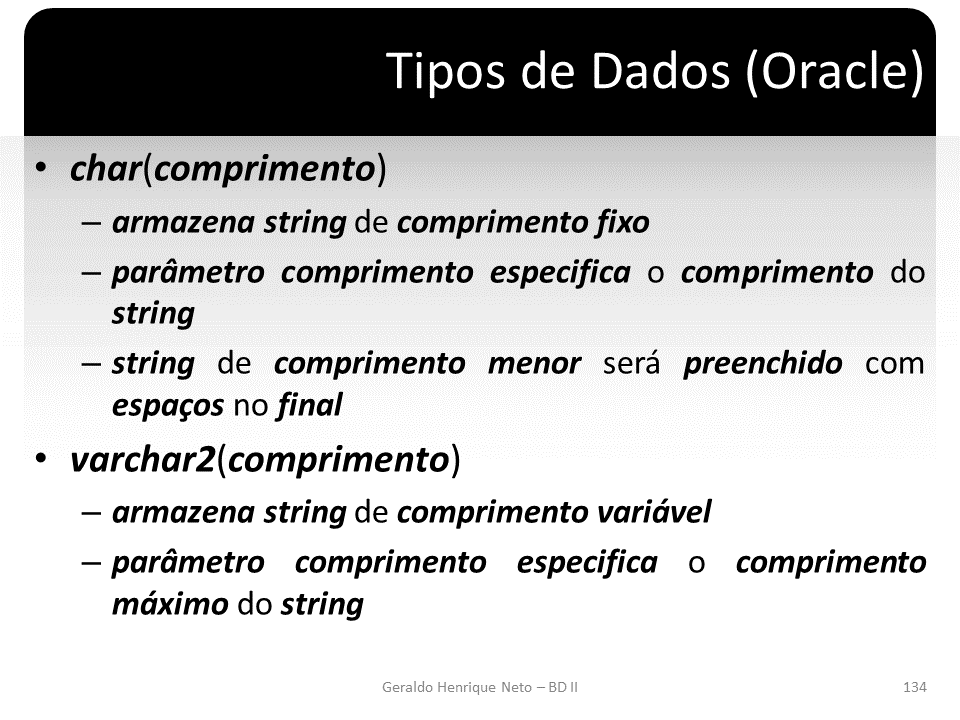 Tipos de Dados (Oracle)
• char(comprimento)
– armazena string de comprimento fixo
– parâmetro comprimento especifica o comprimento do
string
– string de comprimento menor será preenchido com
espaços no final
• varchar2(comprimento)
– armazena string de comprimento variável
– parâmetro comprimento especifica o comprimento
máximo do string
Geraldo Henrique Neto – BD II
134